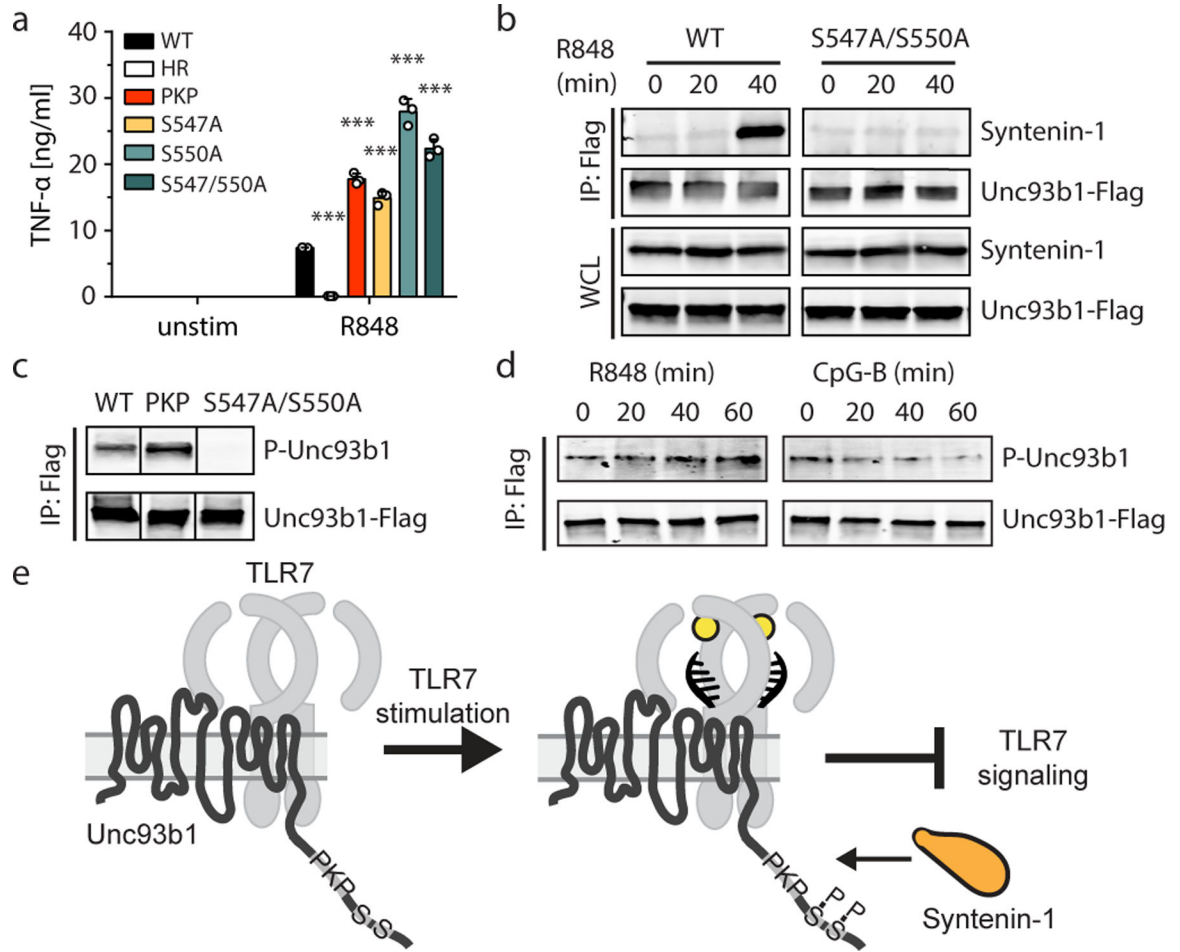 a
TNF-α [ng/ml]
40
30
20
10
0
WT
HR
PKP
S547A
S550A
S547/550A
***
***
***
***
***
unstim
R848
b
R848
(min)
WT
S547A/S550A
0 20 40
0 20 40
IP: Flag
Syntenin-1
Unc93b1-Flag
WCL
Syntenin-1
Unc93b1-Flag
c
WT PKP S547A/S550A
IP: Flag
P-Unc93b1
Unc93b1-Flag
d
R848 (min)
CpG-B (min)
0 20 40 60
0 20 40 60
IP: Flag
P-Unc93b1
Unc93b1-Flag
e
TLR7
Unc93b1
PKP
S
S
TLR7
stimulation
PKP
S
S
P
P
TLR7
signaling
Syntenin-1